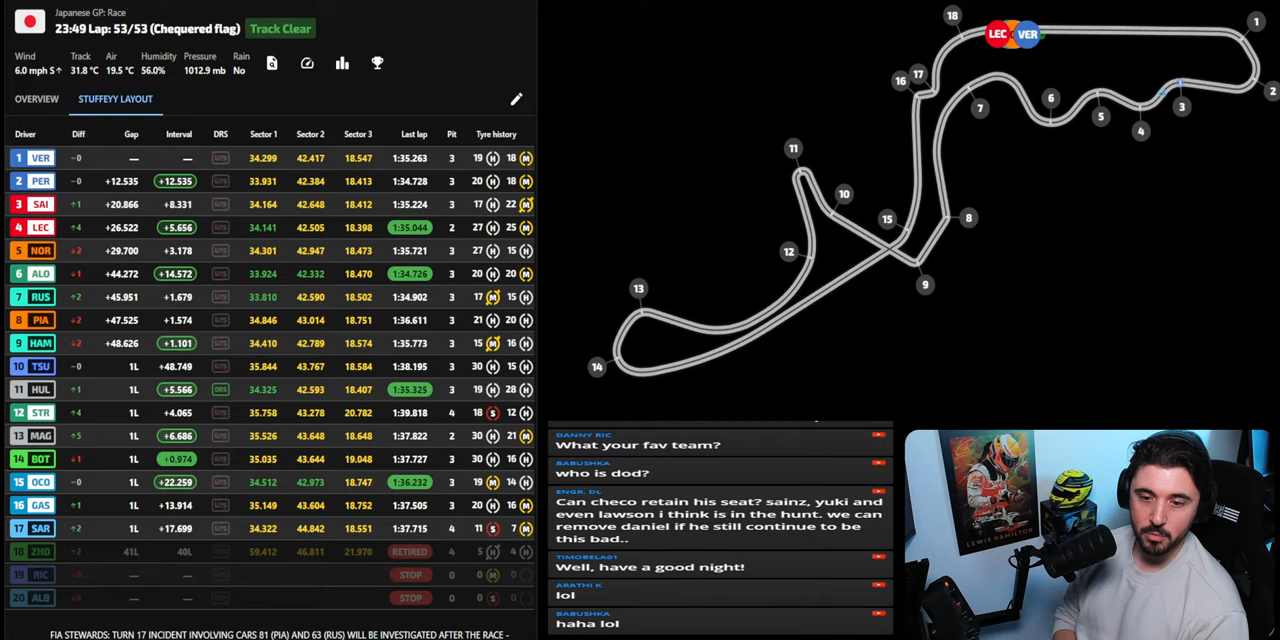 Japanese GP: Race
23:49 Lap: 53/53 (Chequered flag) Track Clear
Wind Track Air Humidity Pressure Rain
6.0 mph S↑ 31.8 °C 19.5 °C 56.0% 1012.9 mb No
OVERVIEW STUFFEYY LAYOUT
Driver Diff Gap Interval DRS Sector 1 Sector 2 Sector 3 Last lap Pit Tyre history
1 VER -0 — — 34.299 42.417 18.547 1:35.263 3 19 H 18 M
2 PER -0 +12.535 +12.535 33.931 42.384 18.413 1:34.728 3 20 H 18 M
3 SAI ↑1 +20.866 +8.331 34.164 42.648 18.412 1:35.224 3 17 H 22 M
4 LEC ↑4 +26.522 +5.656 34.141 42.505 18.398 1:35.044 2 27 H 25 M
5 NOR ↓2 +29.700 +3.178 34.301 42.947 18.473 1:35.721 3 27 H 15 H
6 ALO ↓1 +44.272 +14.572 33.924 42.332 18.470 1:34.726 3 20 H 20 M
7 RUS ↑2 +45.951 +1.679 33.810 42.590 18.502 1:34.902 3 17 M 15 H
8 PIA ↓2 +47.525 +1.574 34.846 43.014 18.751 1:36.611 3 21 H 20 H
9 HAM ↓2 +48.626 +1.101 34.410 42.789 18.574 1:35.773 3 15 M 16 H
10 TSU -0 1L +48.749 35.844 43.767 18.584 1:38.195 3 30 H 15 H
11 HUL ↑1 1L +5.566 DRS 34.325 42.593 18.407 1:35.325 3 19 H 28 H
12 STR ↑4 1L +4.065 35.758 43.278 20.782 1:39.818 4 18 S 12 H
13 MAG ↑5 1L +6.686 35.526 43.648 18.648 1:37.822 2 30 H 21 M
14 BOT ↓1 1L +0.974 35.035 43.644 19.048 1:37.727 3 30 H 16 H
15 OCO -0 1L +22.259 34.512 42.973 18.747 1:36.232 3 19 M 14 H
16 GAS ↑1 1L +13.914 35.149 43.604 18.752 1:37.505 3 20 H 16 M
17 SAR ↑2 1L +17.699 34.322 44.842 18.551 1:37.715 4 11 S 7 M
18 ZHO 41L 40L 59.412 46.811 21.970 RETIRED 4 5 H 4 H
19 RIC — — STOP 0 0 M 0
20 ALB — — STOP 0 0 S 0
FIA STEWARDS: TURN 17 INCIDENT INVOLVING CARS 81 (PIA) AND 63 (RUS) WILL BE INVESTIGATED AFTER THE RACE -
18 LEC VER 1
17
16 2
7 6 5 4 3
11
10
15 8
12
9
13
14
DANNY RIC
What your fav team?
BABUSHKA
who is dod?
ENGR. DL
Can checo retain his seat? sainz, yuki and
even lawson i think is in the hunt. we can
remove daniel if he still continue to be
this bad..
TIMOBELA01
Well, have a good night!
ARATHI K
lol
BABUSHKA
haha lol
LEWIS HAMILTON